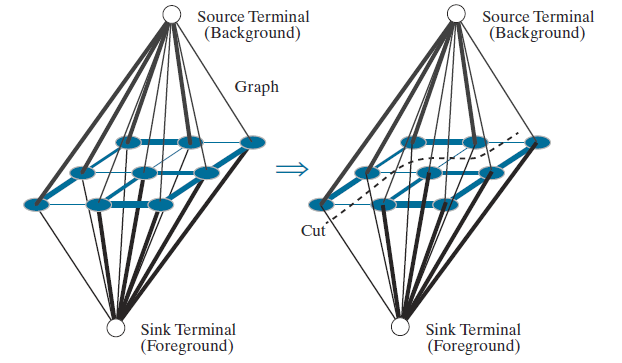 Source Terminal
(Background)
Graph
Sink Terminal
(Foreground)
Source Terminal
(Background)
Cut
Sink Terminal
(Foreground)